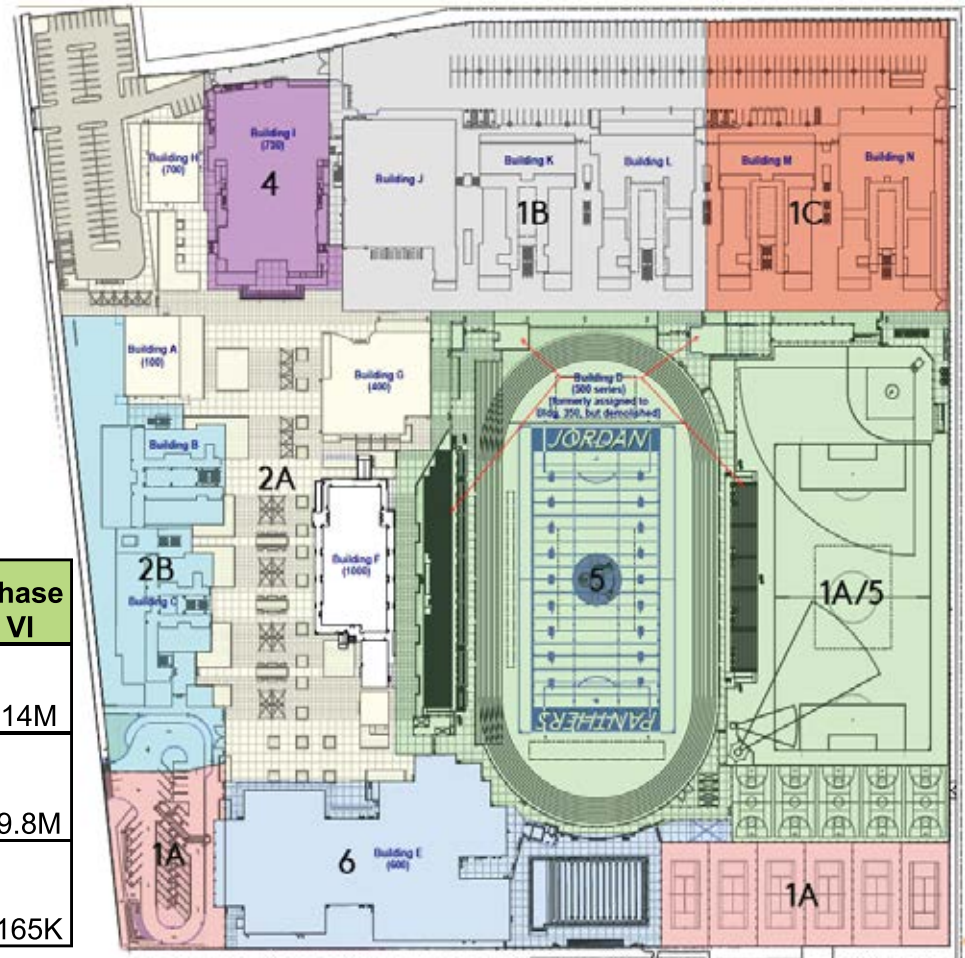 Building I
(730)
4
Building H
(700)
Building J
Building K
Building L
1B
Building M
Building N
1C
Building A
(100)
Building G
(400)
Building D
(500 series)
(formerly assigned to
Bldg. 350, but demolished)
JORDAN
Building B
2A
2B
Building C
Building F
(1000)
5
1A/5
PANTHERS
hase
VI
14M
9.8M
165K
1A
6
Building E
(600)
1A